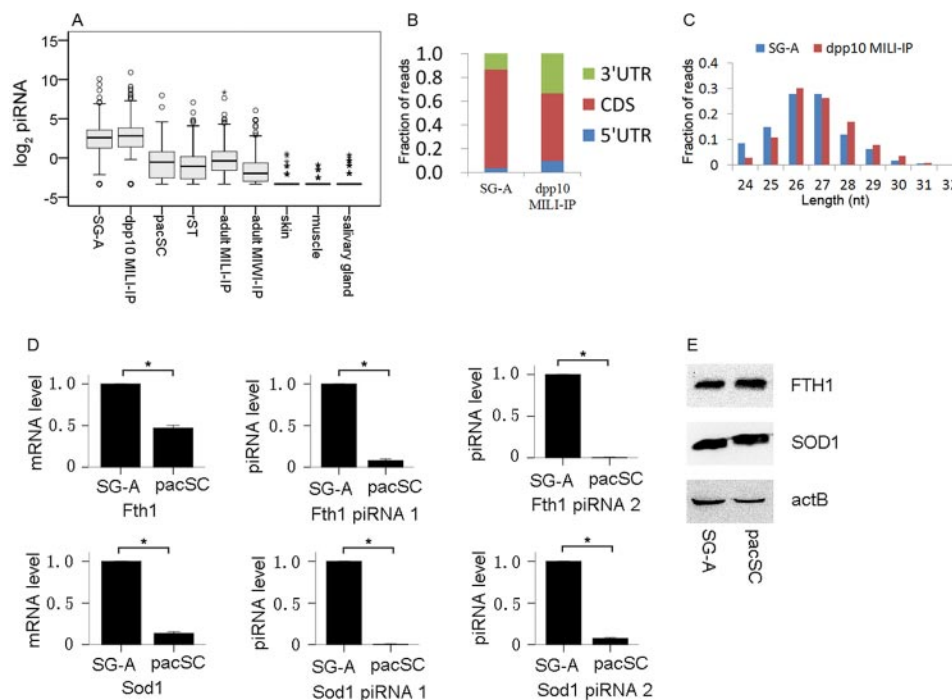 A
log2 piRNA
15
10
5
0
-5
SG-A
dpp10 MILI-IP
pacSC
rST
adult MILI-IP
adult MIWI-IP
skin
muscle
salivary gland
B
Fraction of reads
1.0
0.8
0.6
0.4
0.2
0.0
SG-A
dpp10
MILI-IP
3'UTR
CDS
5'UTR
C
SG-A dpp10 MILI-IP
Fraction of reads
0.4
0.3
0.2
0.1
0
24 25 26 27 28 29 30 31 32
Length (nt)
D
mRNA level
1.0
0.5
0
*
SG-A pacSC
Fth1
piRNA level
1.0
0.5
0
*
SG-A pacSC
Fth1 piRNA 1
piRNA level
1.0
0.5
0
*
SG-A pacSC
Fth1 piRNA 2
mRNA level
1.0
0.5
0
*
SG-A pacSC
Sod1
piRNA level
1.0
0.5
0
*
SG-A pacSC
Sod1 piRNA 1
piRNA level
1.0
0.5
0
*
SG-A pacSC
Sod1 piRNA 2
E
FTH1
SOD1
actB
SG-A
pacSC